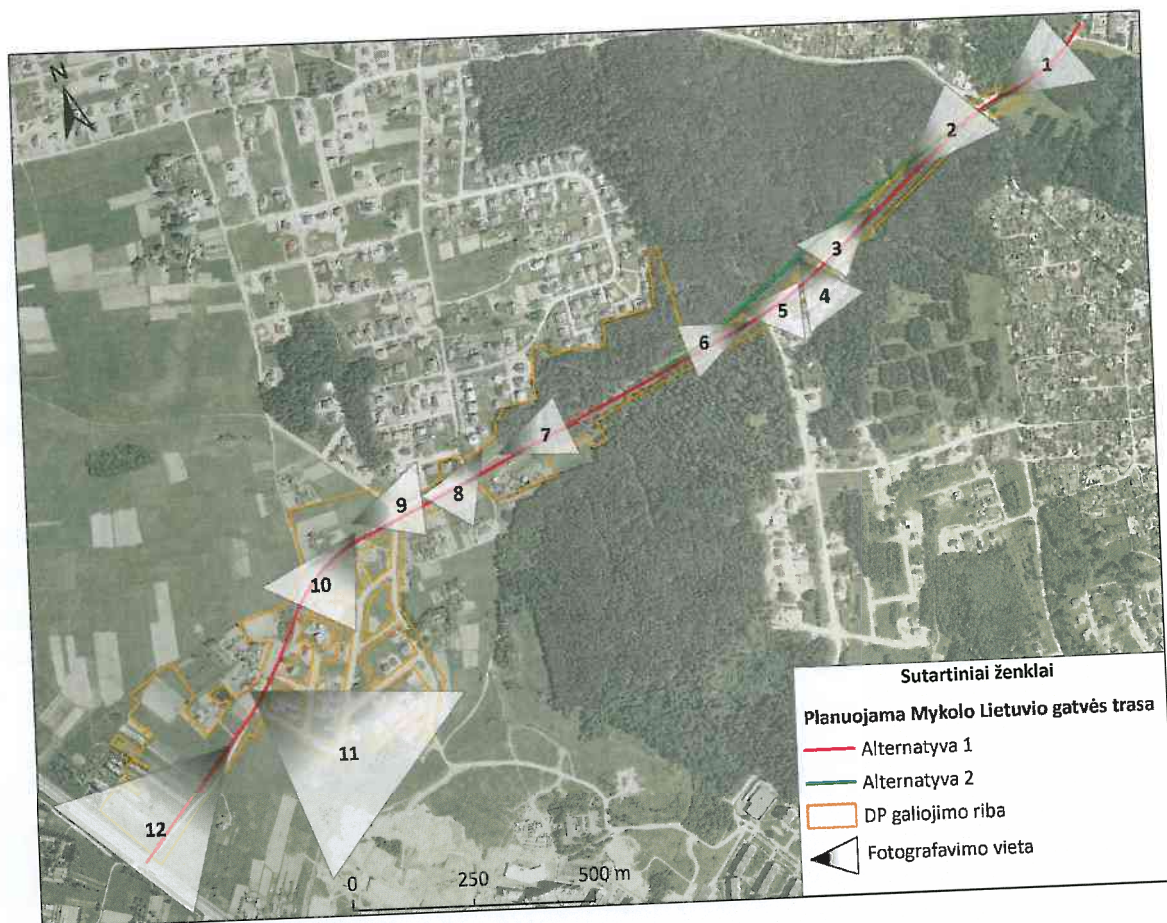 N
1
2
3
4
5
6
7
8
9
10
11
12
0 250 500 m
Sutartiniai ženklai
Planuojama Mykolo Lietuvio gatvės trasa
Alternatyva 1
Alternatyva 2
DP galiojimo riba
Fotografavimo vieta